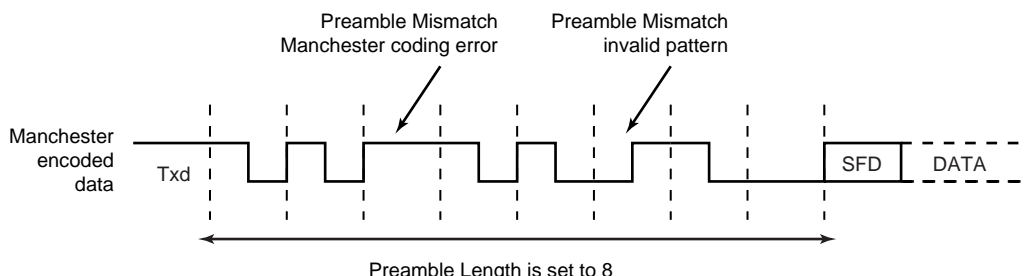 Preamble Mismatch
Manchester coding error
Preamble Mismatch
invalid pattern
Manchester
encoded
data
Txd
SFD
DATA
Preamble Length is set to 8